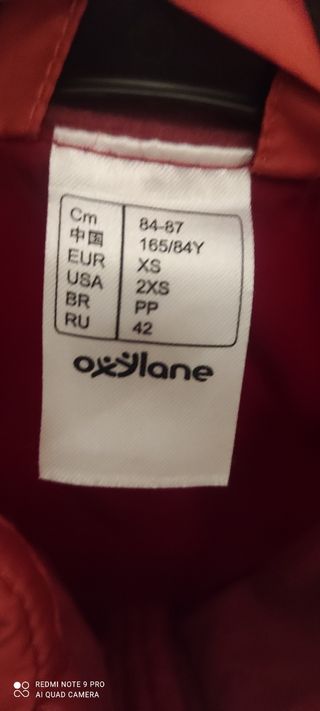 Cm 84-87
中国 165/84Y
EUR XS
USA 2XS
BR PP
RU 42
oxylane
REDMI NOTE 9 PRO
AI QUAD CAMERA